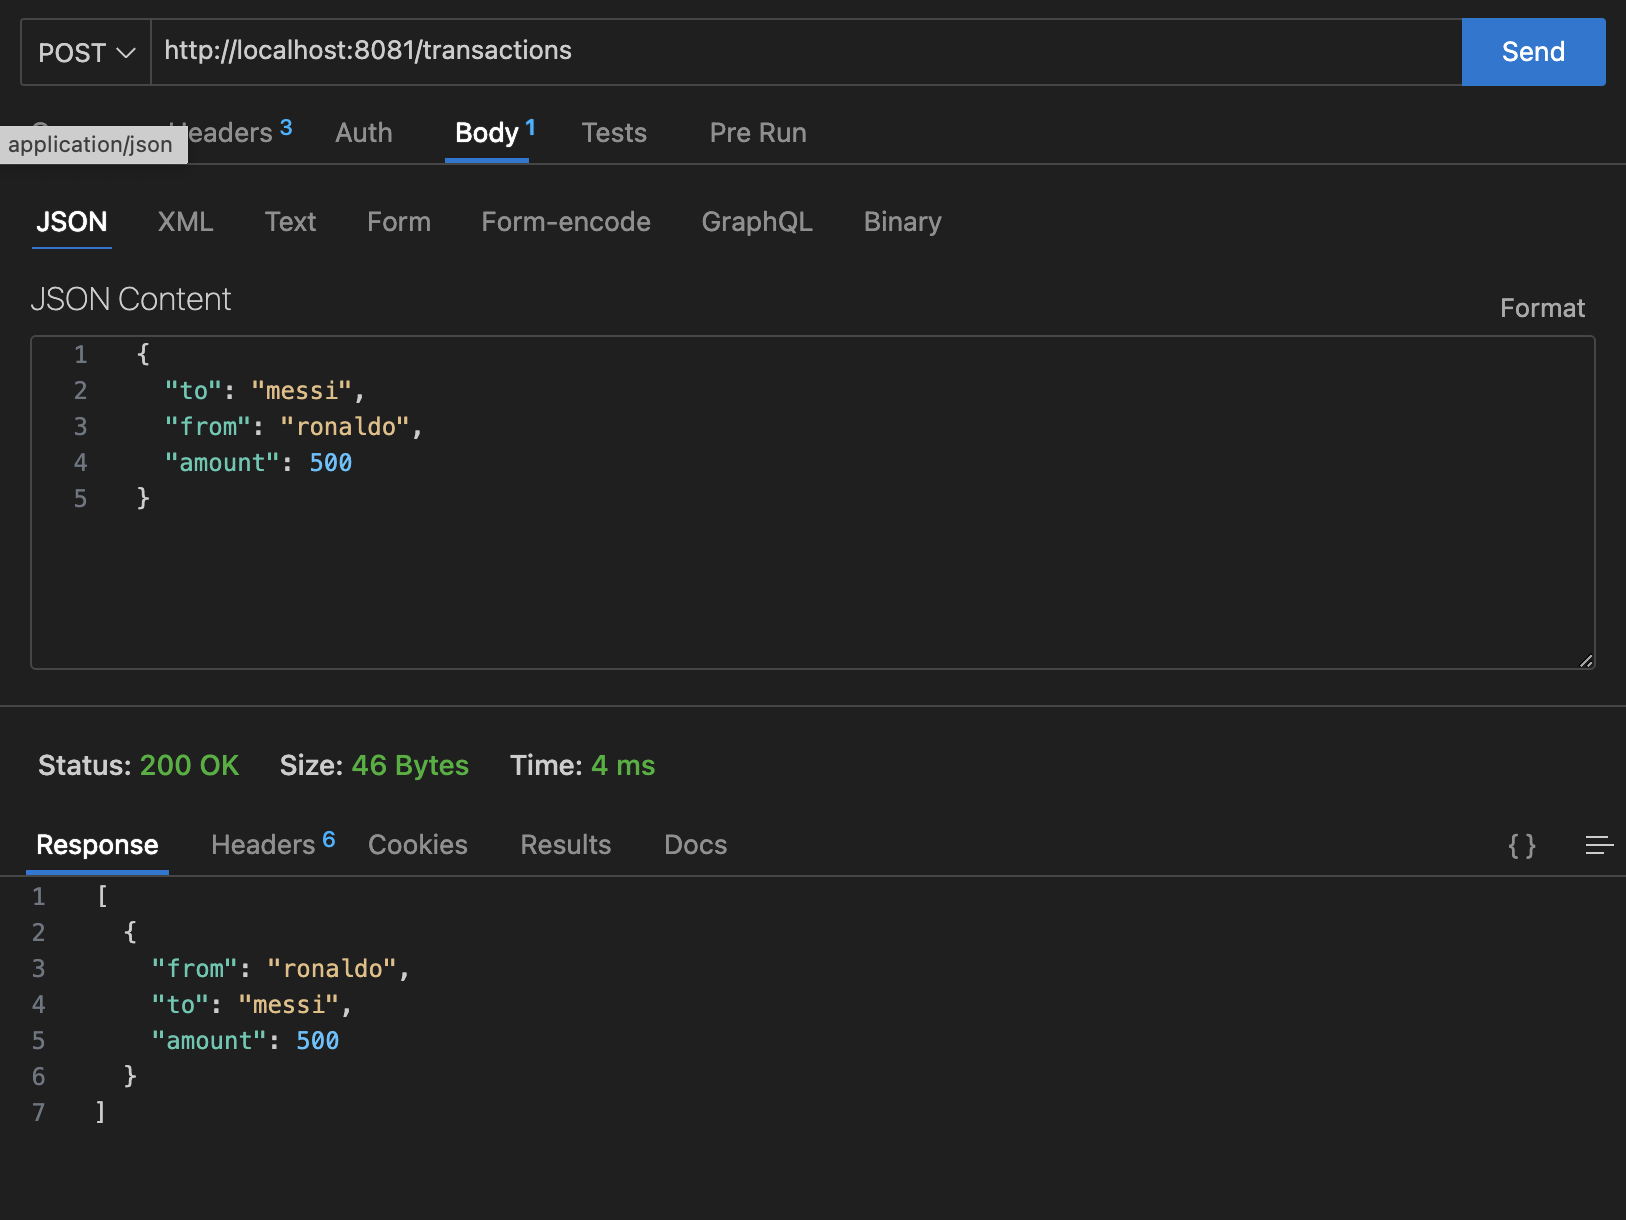 POST http://localhost:8081/transactions Send
application/json
Headers 3 Auth Body 1 Tests Pre Run
JSON XML Text Form Form-encode GraphQL Binary
JSON Content
Format
1 {
2 "to": "messi",
3 "from": "ronaldo",
4 "amount": 500
5 }
Status: 200 OK Size: 46 Bytes Time: 4 ms
Response Headers 6 Cookies Results Docs { }
1 [
2 {
3 "from": "ronaldo",
4 "to": "messi",
5 "amount": 500
6 }
7 ]